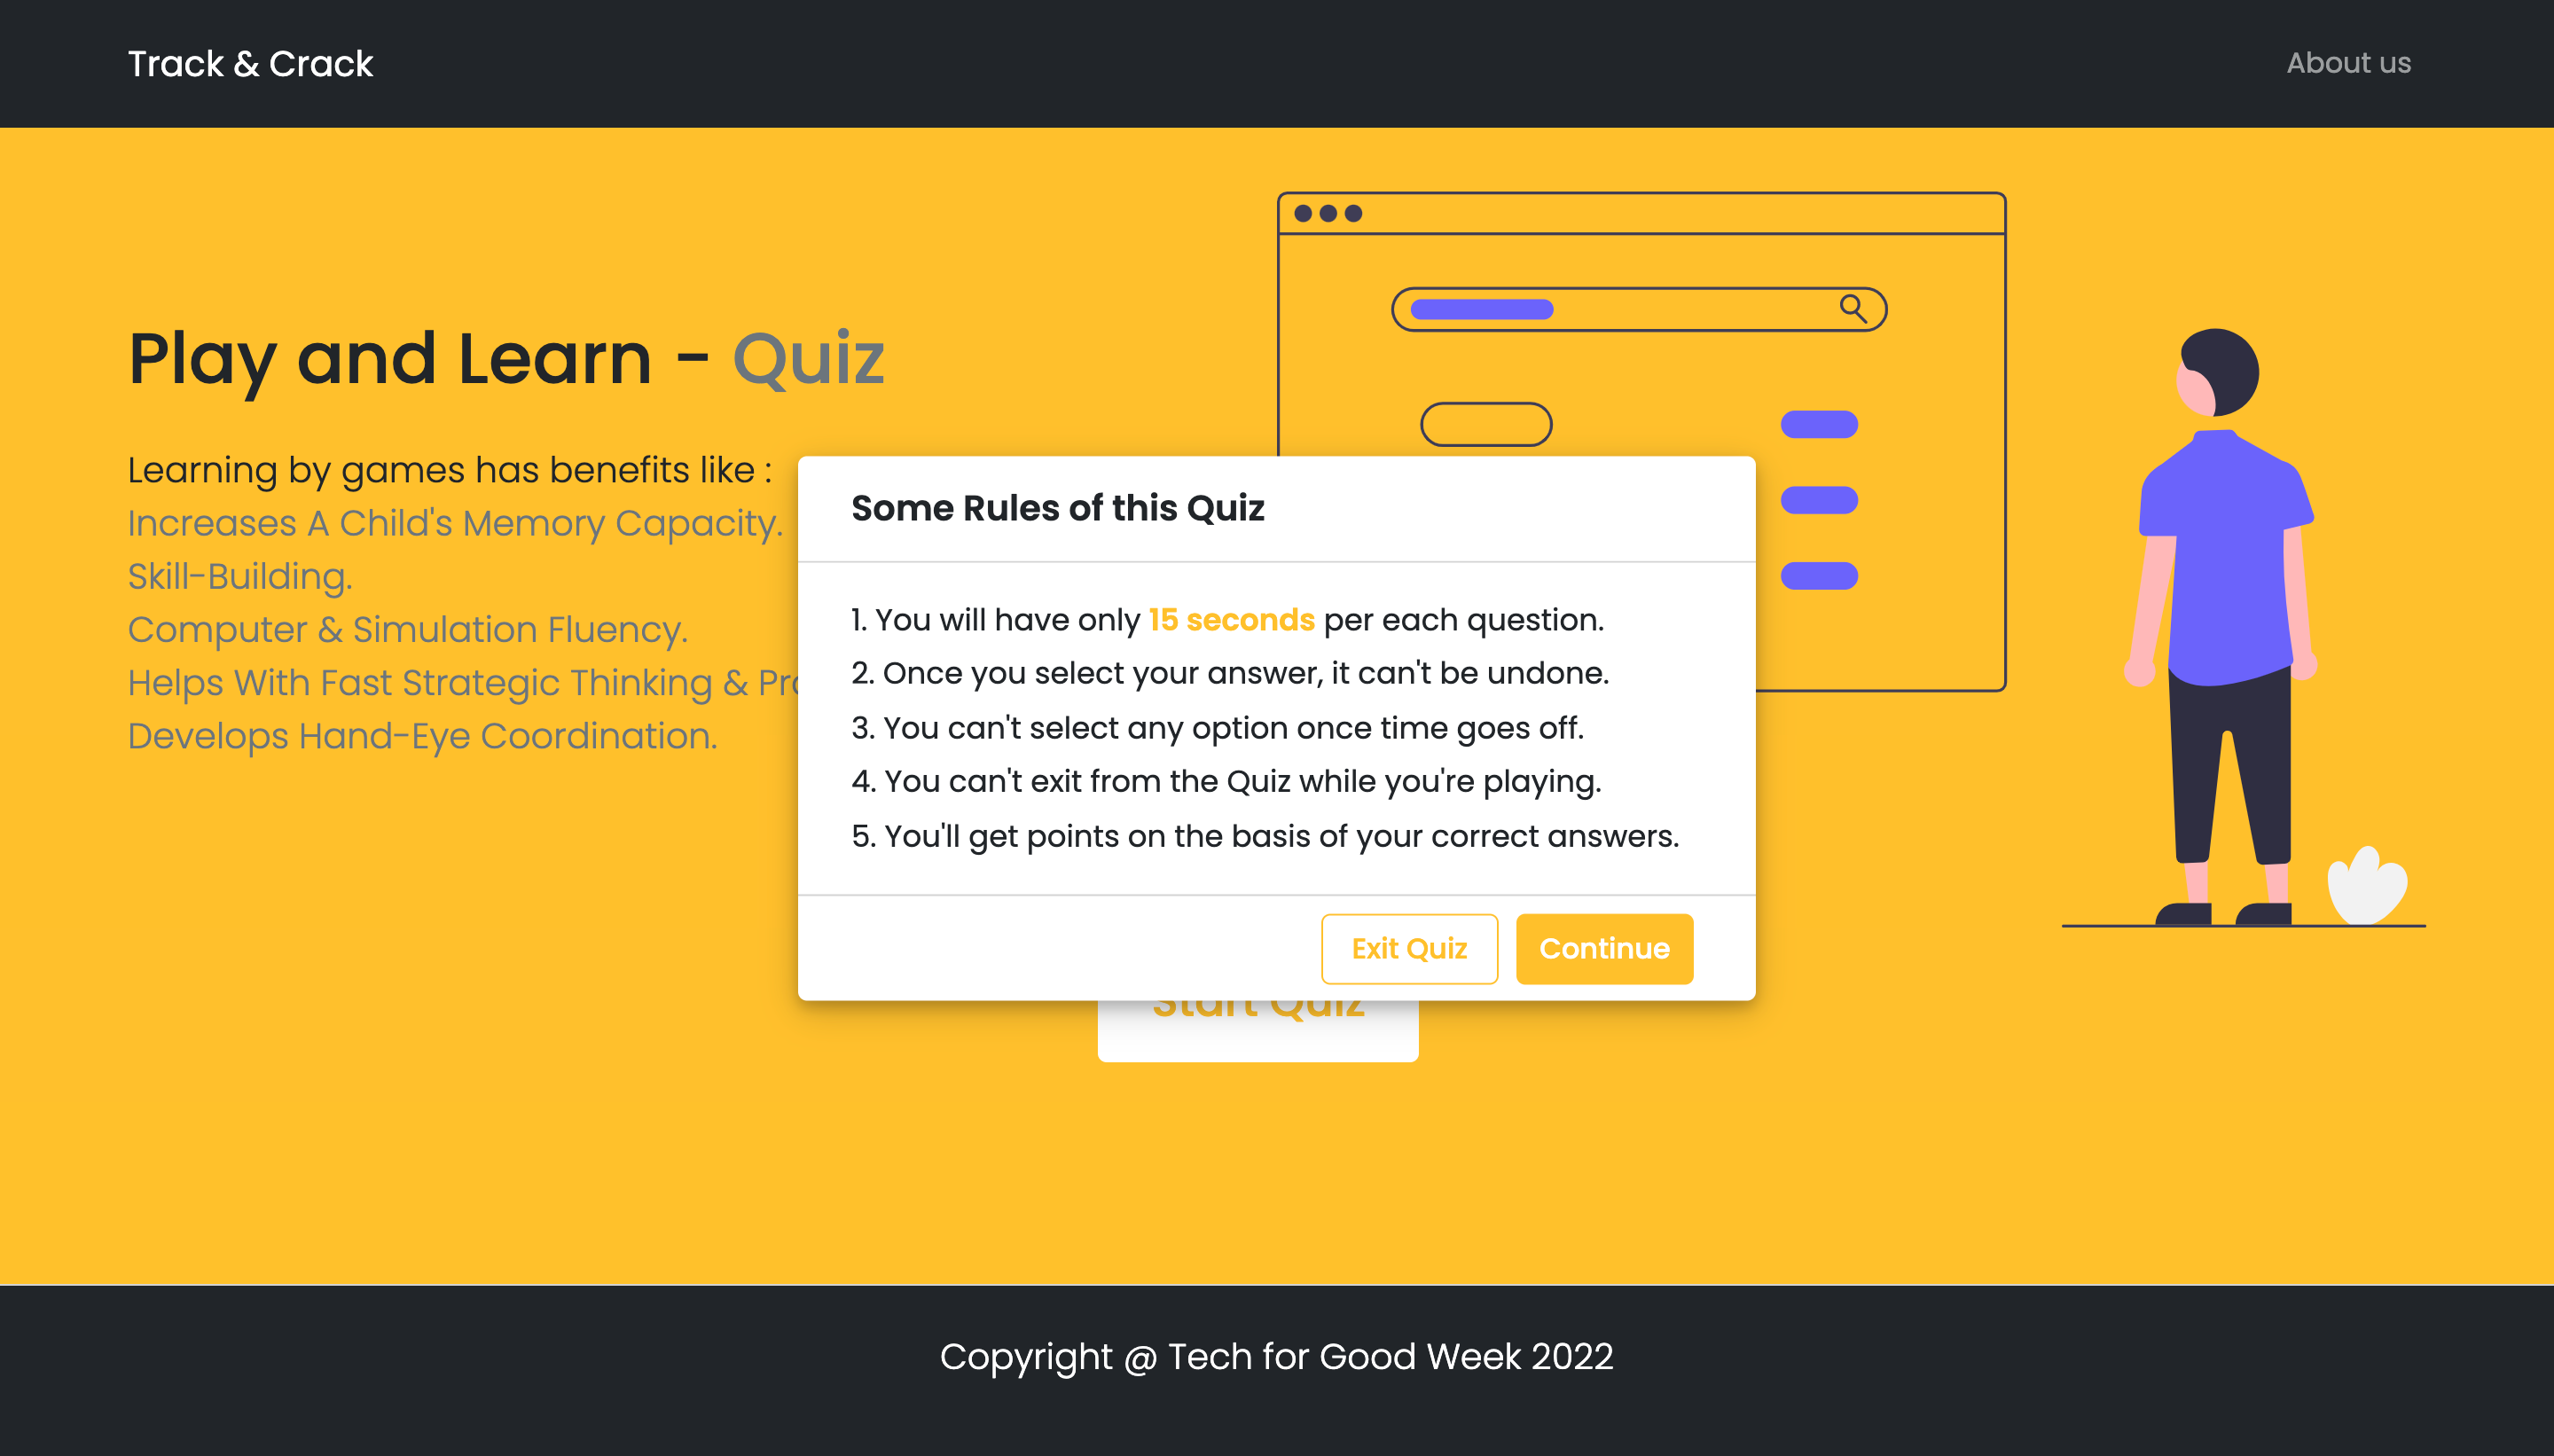 Track & Crack
About us
Play and Learn - Quiz
Learning by games has benefits like :
Increases A Child's Memory Capacity.
Skill-Building.
Computer & Simulation Fluency.
Helps With Fast Strategic Thinking &
Develops Hand-Eye Coordination.
Some Rules of this Quiz
1. You will have only 15 seconds per each question.
2. Once you select your answer, it can't be undone.
3. You can't select any option once time goes off.
4. You can't exit from the Quiz while you're playing.
5. You'll get points on the basis of your correct answers.
Exit Quiz
Continue
Start Quiz
Copyright @ Tech for Good Week 2022